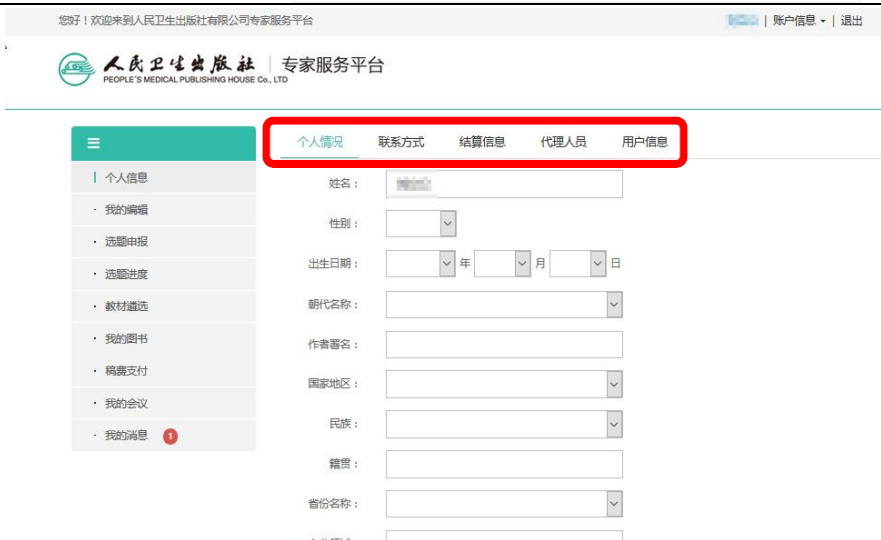 您好！欢迎来到人民卫生出版社有限公司专家服务平台 | 账户信息 | 退出
人民卫生出版社 | 专家服务平台
PEOPLE'S MEDICAL PUBLISHING HOUSE Co., LTD
个人情况 联系方式 结算信息 代理人员 用户信息
个人信息
· 我的编辑
· 选题申报
· 选题进度
· 教材遴选
· 我的图书
· 稿费支付
· 我的会议
· 我的消息 1
姓名：
性别：
出生日期： 年 月 日
朝代名称：
作者署名：
国家地区：
民族：
籍贯：
省份名称：